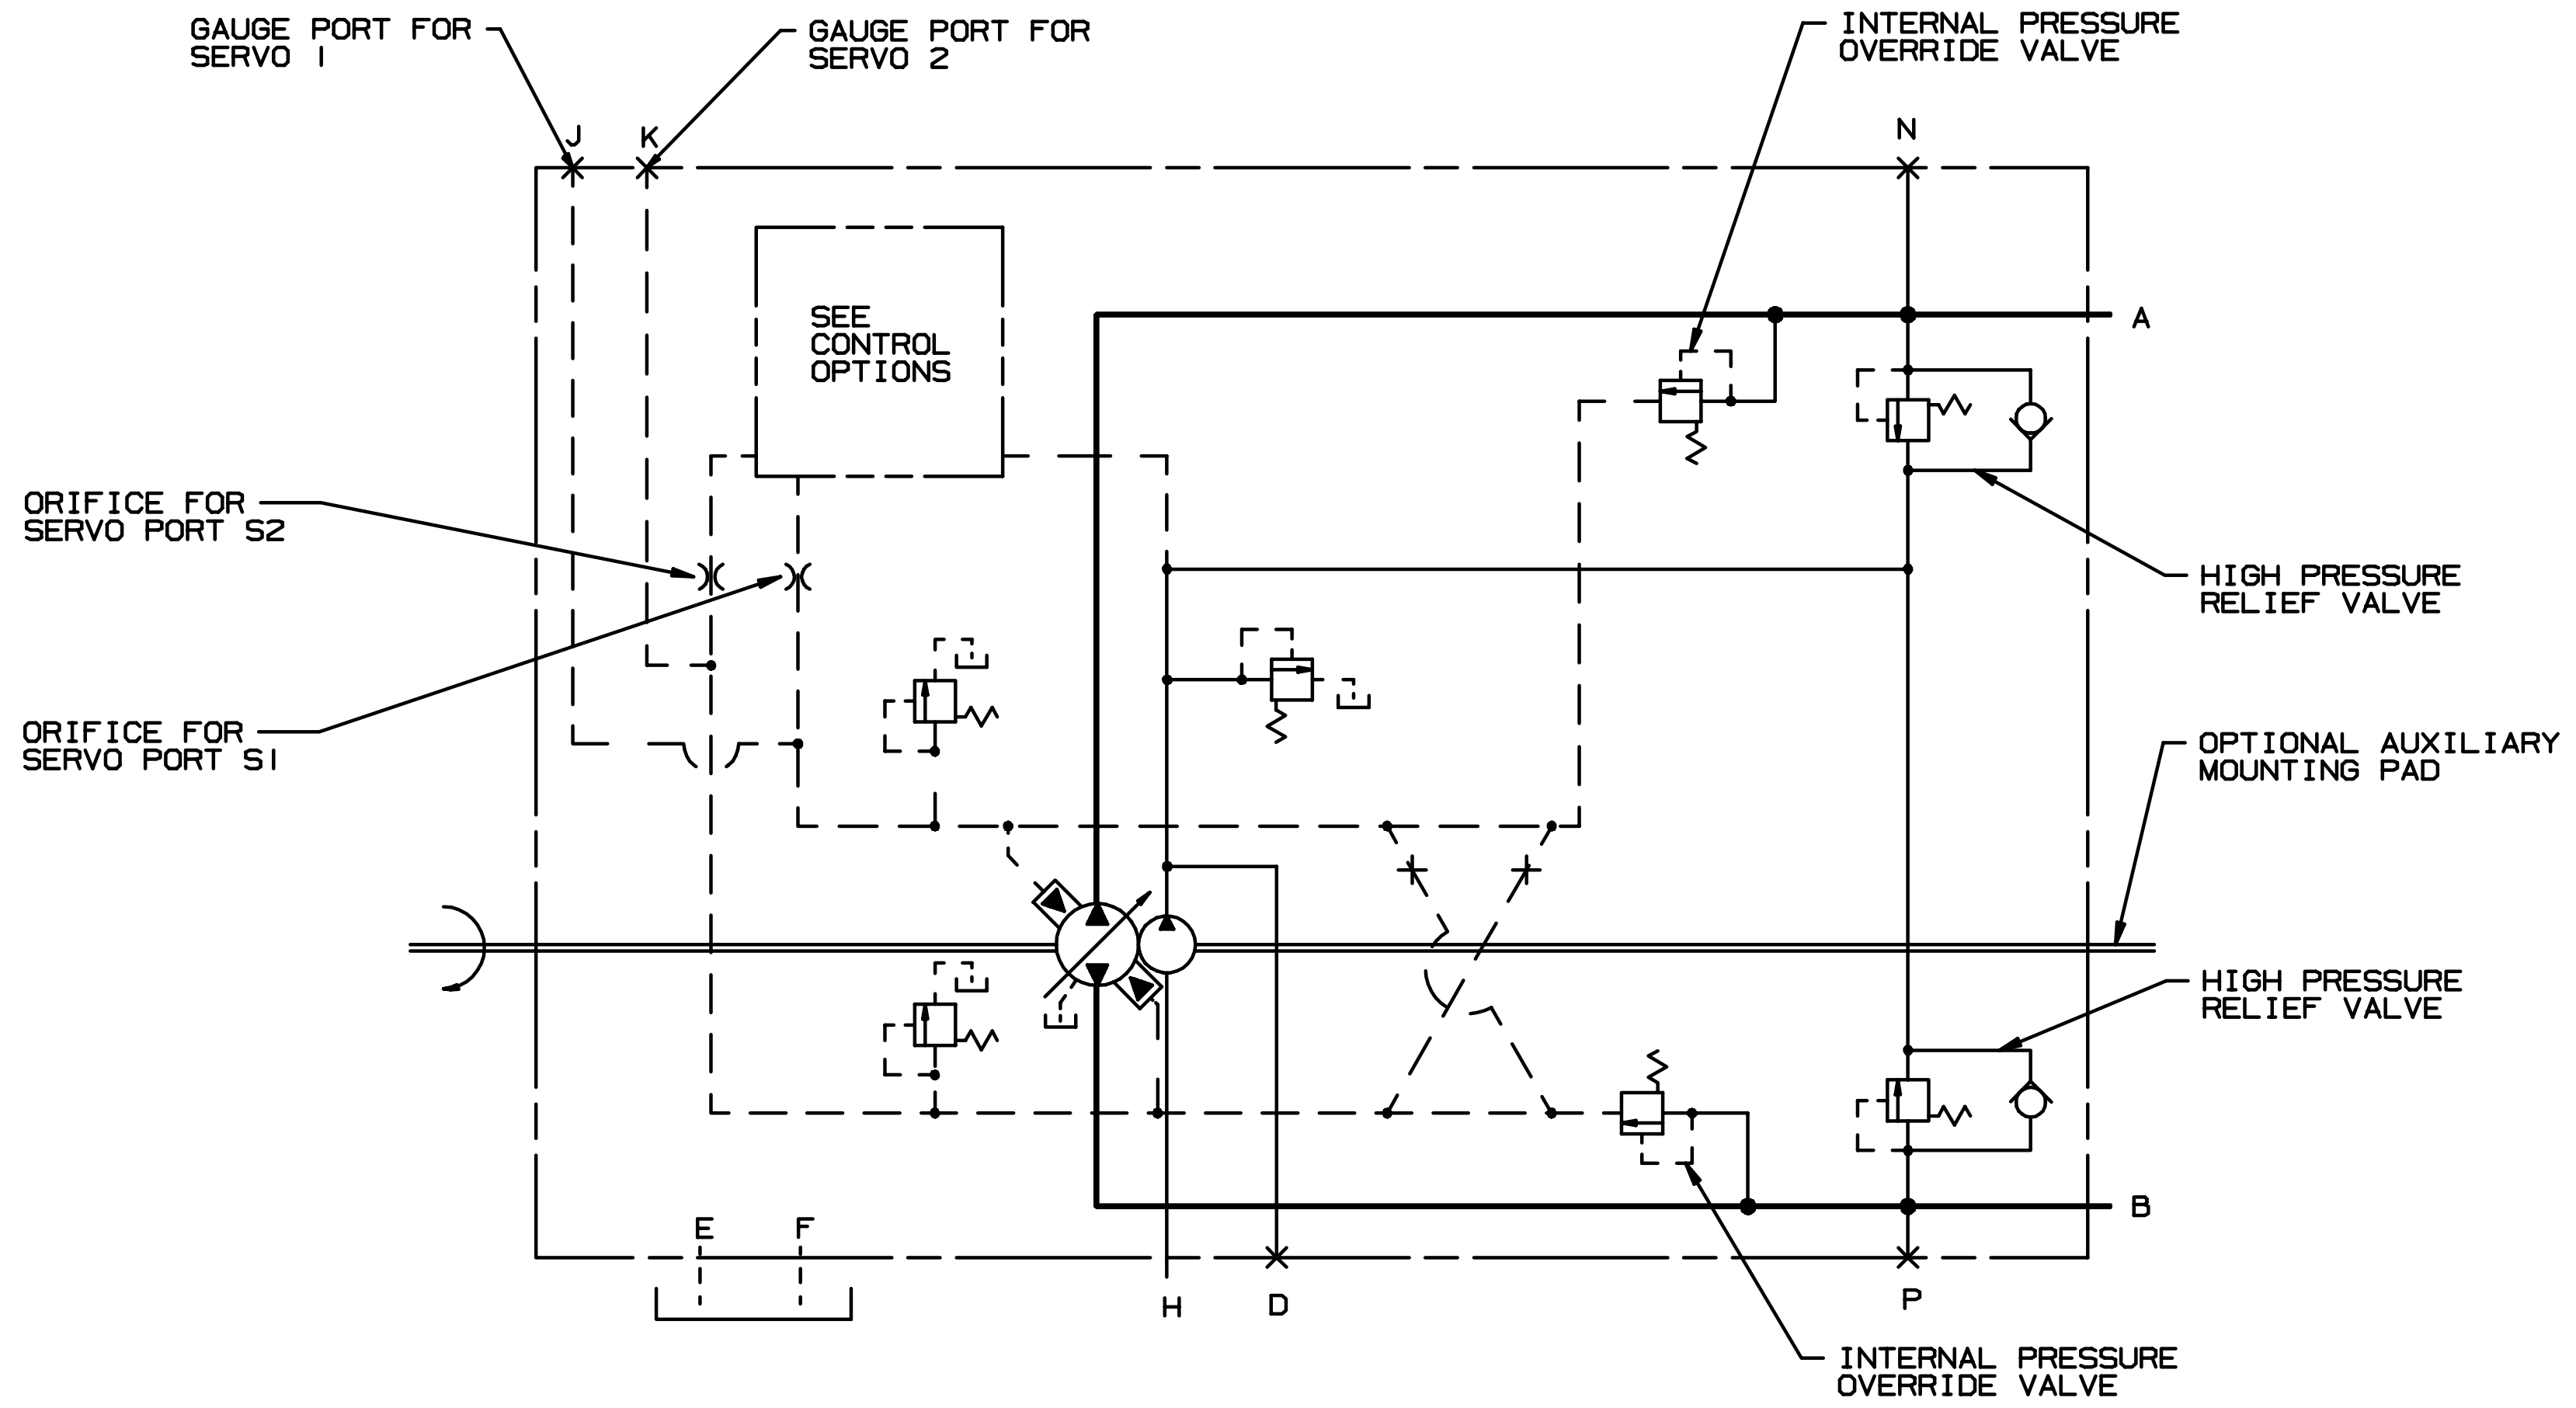 GAUGE PORT FOR
SERVO 1
GAUGE PORT FOR
SERVO 2
INTERNAL PRESSURE
OVERRIDE VALVE
J
K
N
SEE
CONTROL
OPTIONS
A
ORIFICE FOR
SERVO PORT S2
HIGH PRESSURE
RELIEF VALVE
ORIFICE FOR
SERVO PORT S1
OPTIONAL AUXILIARY
MOUNTING PAD
HIGH PRESSURE
RELIEF VALVE
B
E
F
H
D
P
INTERNAL PRESSURE
OVERRIDE VALVE